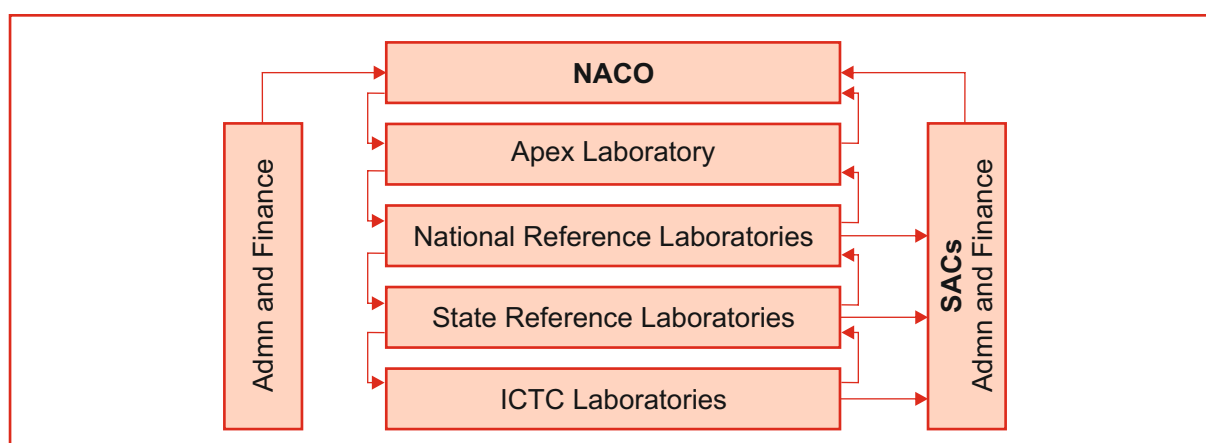 NACO
Apex Laboratory
National Reference Laboratories
State Reference Laboratories
ICTC Laboratories
Admn and Finance
SACs
Admn and Finance